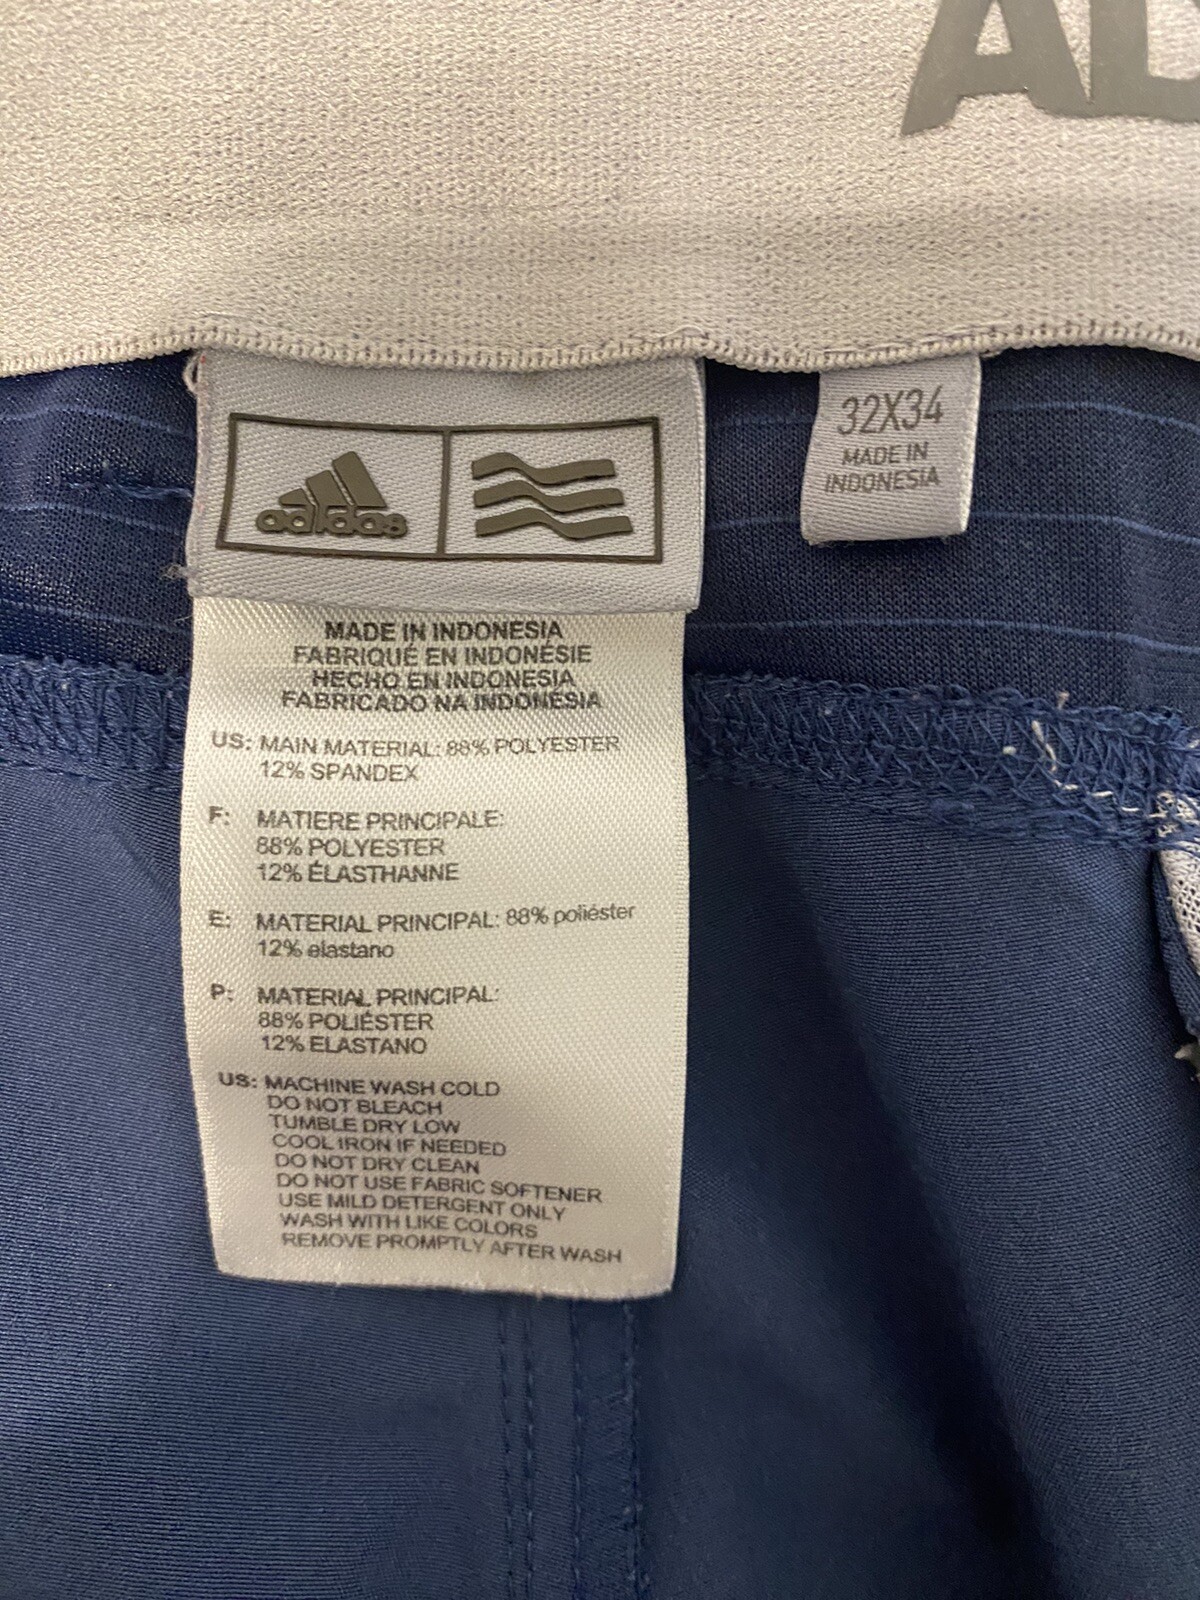 AD
adidas
32X34
MADE IN
INDONESIA
MADE IN INDONESIA
FABRIQUÉ EN INDONÉSIE
HECHO EN INDONESIA
FABRICADO NA INDONÉSIA
US: MAIN MATERIAL: 88% POLYESTER
12% SPANDEX
F: MATIERE PRINCIPALE:
88% POLYESTER
12% ÉLASTHANNE
E: MATERIAL PRINCIPAL: 88% poliéster
12% elastano
P: MATERIAL PRINCIPAL:
88% POLIÉSTER
12% ELASTANO
US: MACHINE WASH COLD
DO NOT BLEACH
TUMBLE DRY LOW
COOL IRON IF NEEDED
DO NOT DRY CLEAN
DO NOT USE FABRIC SOFTENER
USE MILD DETERGENT ONLY
WASH WITH LIKE COLORS
REMOVE PROMPTLY AFTER WASH